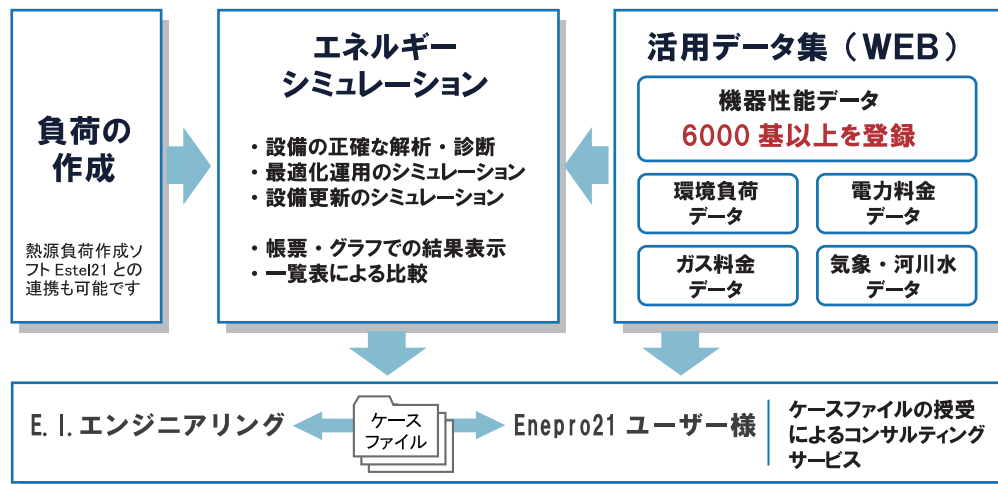 負荷の
作成
熱源負荷作成ソ
フト Estel21 との
連携も可能です
エネルギー
シミュレーション
・設備の正確な解析・診断
・最適化運用のシミュレーション
・設備更新のシミュレーション
・帳票・グラフでの結果表示
・一覧表による比較
活用データ集（WEB）
機器性能データ
6000 基以上を登録
環境負荷
データ
電力料金
データ
ガス料金
データ
気象・河川水
データ
E. I. エンジニアリング
ケース
ファイル
Enepro21 ユーザー様
ケースファイルの授受
によるコンサルティング
サービス